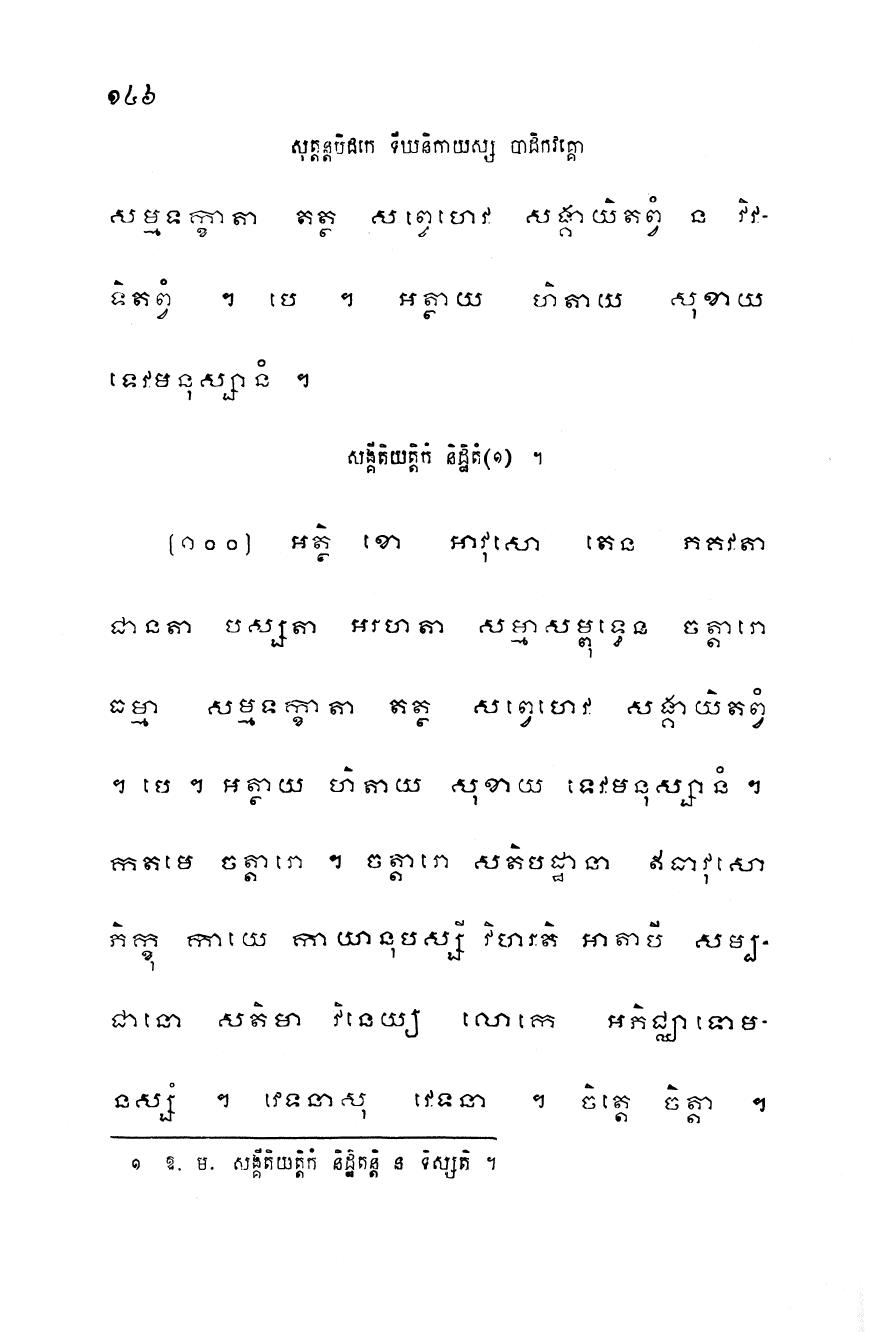 ១៤៦
សុត្តន្តបិដកេ ទីឃនិកាយស្ស បាដិកវគ្គោ
សម្មទក្ខាតា តត្ថ សព្វេហេវ សង្គាយិតព្វំ ន វិវ-
ទិតព្វំ ។ បេ ។ អត្ថាយ ហិតាយ សុខាយ
ទេវមនុស្សានំ ។
សង្គីតិយត្តិកំ និដ្ឋិតំ(១) ។
(១០០) អត្ថិ ខោ អាវុសោ តេន ភគវតា
ជានតា បស្សតា អរហតា សម្មាសម្ពុទ្ធេន ចត្តារោ
ធម្មា សម្មទក្ខាតា តត្ថ សព្វេហេវ សង្គាយិតព្វំ
។ បេ ។ អត្ថាយ ហិតាយ សុខាយ ទេវមនុស្សានំ ។
កតមេ ចត្តារោ ។ ចត្តារោ សតិបដ្ឋានា ឥធាវុសោ
ភិក្ខុ កាយេ កាយានុបស្សី វិហរតិ អាតាបី សម្ប-
ជានោ សតិមា វិនេយ្យ លោកេ អភិជ្ឈាទោម-
នស្សំ ។ វេទនាសុ វេទនា ។ ចិត្តេ ចិត្តា ។
១ ឱ. ម. សង្គីតិយត្តិកំ និដ្ឋិតន្តិ ន ទិស្សតិ ។